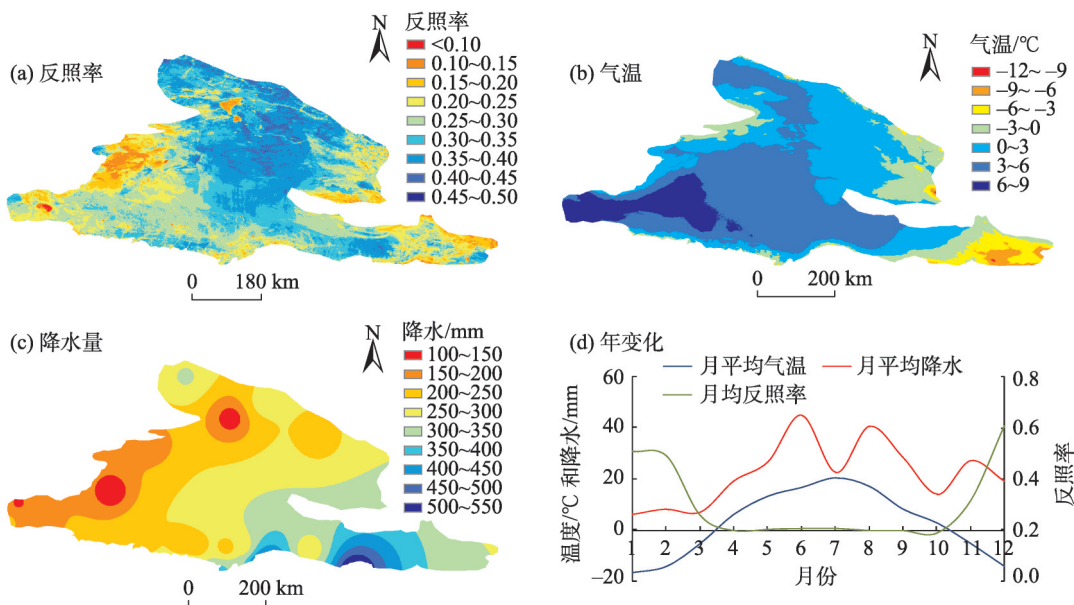 (a) 反照率
N
反照率
<0.10
0.10~0.15
0.15~0.20
0.20~0.25
0.25~0.30
0.30~0.35
0.35~0.40
0.40~0.45
0.45~0.50
0 180 km
(b) 气温
N
气温/℃
–12~ –9
–9~ –6
–6~ –3
–3~0
0~3
3~6
6~9
0 200 km
(c) 降水量
N
降水/mm
100~150
150~200
200~250
250~300
300~350
350~400
400~450
450~500
500~550
0 200 km
(d) 年变化
月平均气温
月平均降水
月均反照率
温度/℃ 和降水/mm
60
40
20
0
–20
反照率
0.8
0.6
0.4
0.2
0.0
1 2 3 4 5 6 7 8 9 10 11 12
月份